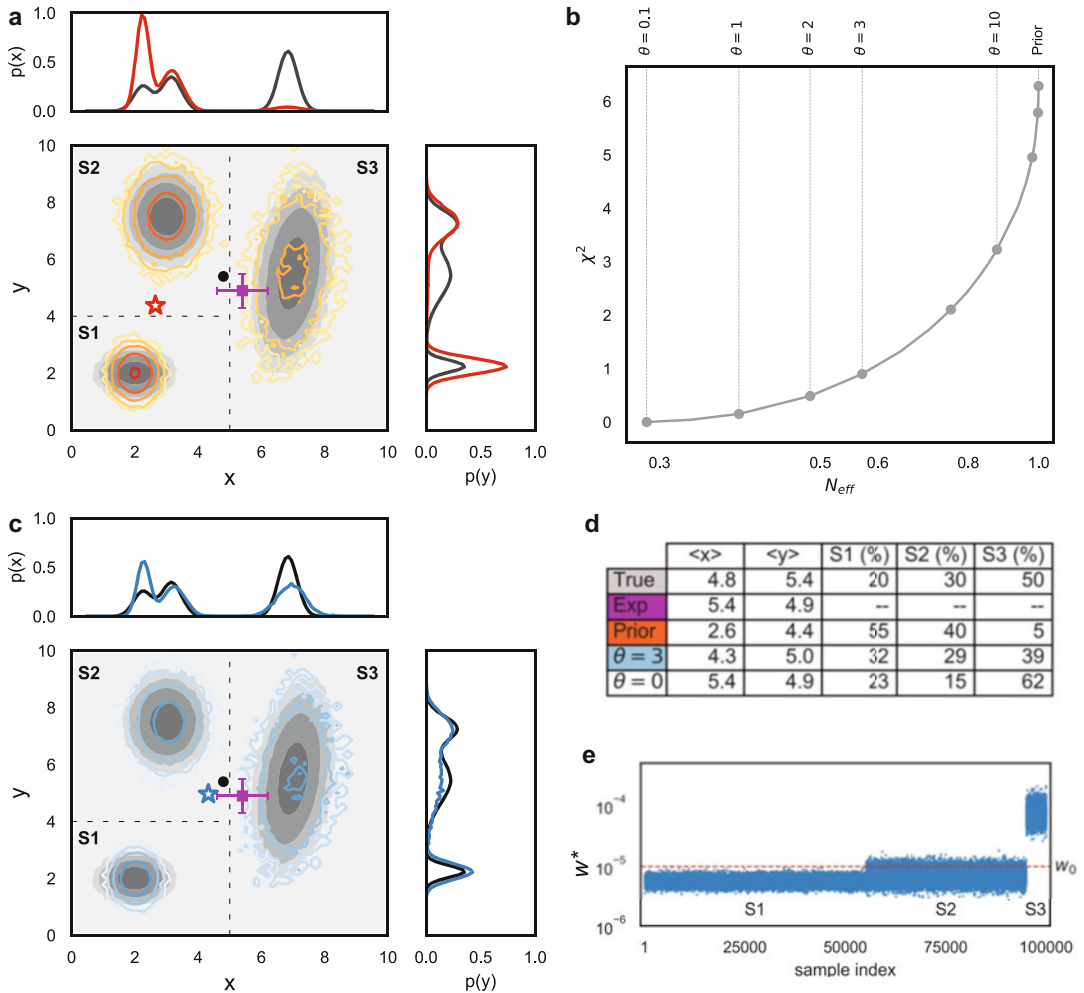 a
1.0
0.5
0.0
p(x)
10
8
6
4
2
0
y
S2
S3
S1
0 2 4 6 8 10
x
0.0 0.5 1.0
p(y)
b
θ = 0.1
θ = 1
θ = 2
θ = 3
θ = 10
Prior
6
5
4
3
2
1
0
χ²
0.3 0.5 0.6 0.8 1.0
N_eff
c
1.0
0.5
0.0
p(x)
10
8
6
4
2
0
y
S2
S3
S1
0 2 4 6 8 10
x
0.0 0.5 1.0
p(y)
d
<x> <y> S1 (%) S2 (%) S3 (%)
True 4.8 5.4 20 30 50
Exp 5.4 4.9 -- -- --
Prior 2.6 4.4 55 40 5
θ = 3 4.3 5.0 32 29 39
θ = 0 5.4 4.9 23 15 62
e
10⁻⁴
10⁻⁵
10⁻⁶
w*
w₀
S1 S2 S3
1 25000 50000 75000 100000
sample index